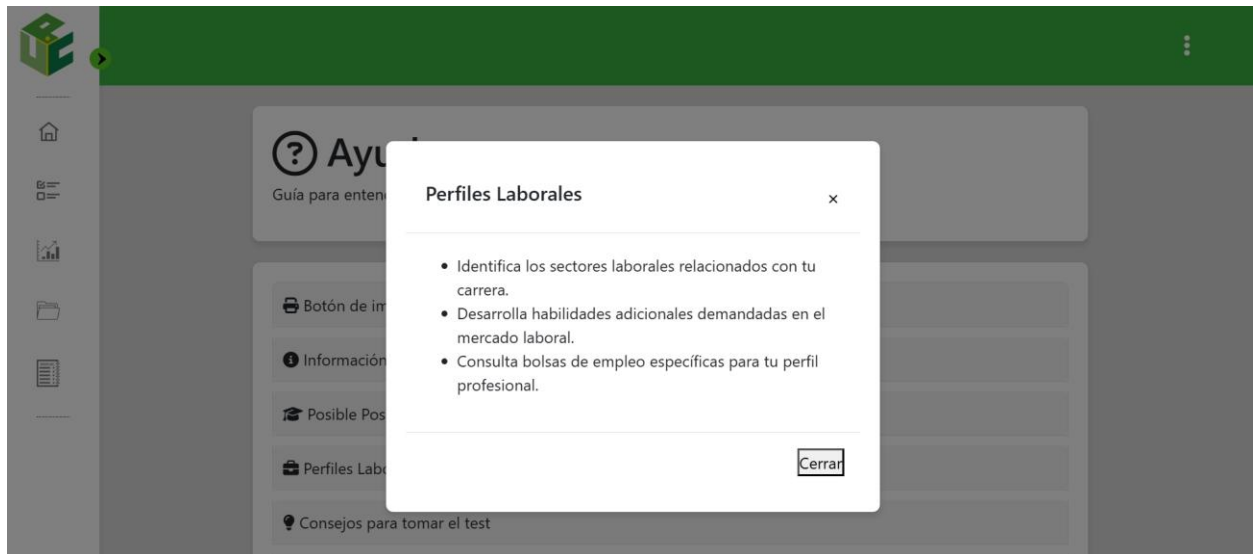 Ayu
Guía para enten
Perfiles Laborales
×
• Identifica los sectores laborales relacionados con tu
carrera.
• Desarrolla habilidades adicionales demandadas en el
mercado laboral.
• Consulta bolsas de empleo específicas para tu perfil
profesional.
Cerrar
Botón de im
Información
Posible Pos
Perfiles Lab
Consejos para tomar el test